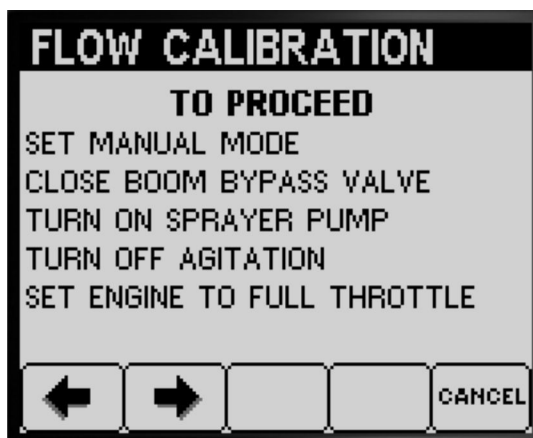 FLOW CALIBRATION
TO PROCEED
SET MANUAL MODE
CLOSE BOOM BYPASS VALVE
TURN ON SPRAYER PUMP
TURN OFF AGITATION
SET ENGINE TO FULL THROTTLE
CANCEL